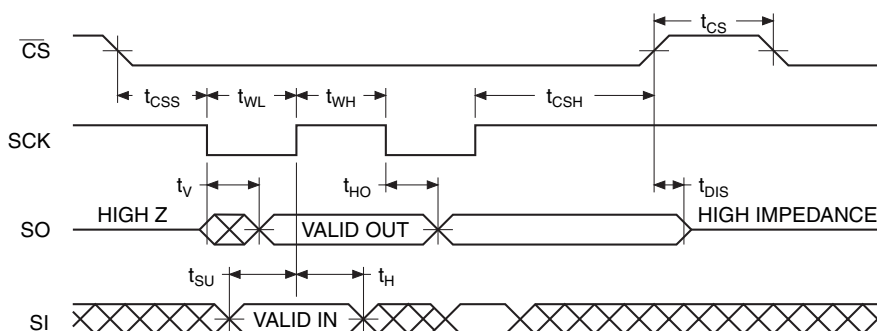 t_CS
C̅S̅
t_CSS t_WL t_WH t_CSH
SCK
t_V t_HO t_DIS
HIGH Z HIGH IMPEDANCE
SO VALID OUT
t_SU t_H
SI VALID IN